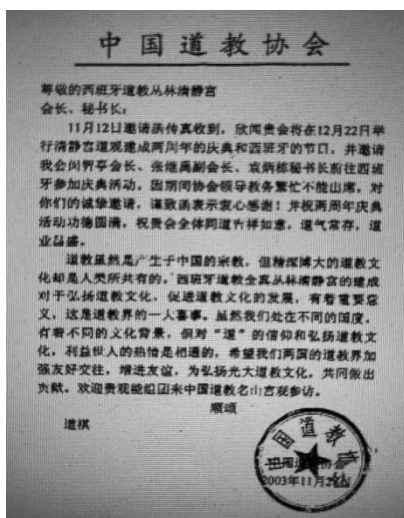 中国道教协会
尊敬的西班牙道教丛林清静宫
会长、秘书长:
11月12日邀请函传真收到,欣闻贵会将在12月22日举
行清静宫道观建成两周年的庆典和西班牙的节日,并邀请
我会闵智亭会长、张继禹副会长、袁炳栋秘书长前往西班
牙参加庆典活动。因期间协会领导教务繁忙不能出席,对
你们的诚挚邀请,谨致函表示衷心感谢!并祝两周年庆典
活动功德圆满,祝贵会全体同道吉祥如意,道气常存,道
业昌盛。
道教虽然是产生于中国的宗教,但精深博大的道教文
化却是人类所共有的。西班牙道教全真丛林清静宫的建成
对于弘扬道教文化,促进道教文化的发展,有着重要意
义,这是道教界的一大喜事。虽然我们处在不同的国度,
有着不同的文化背景,但对“道”的信仰和弘扬道教文
化,利益世人的热情是相通的,希望我们两国的道教界加
强友好交往,增进友谊,为弘扬光大道教文化,共同做出
贡献。欢迎贵观能组团来中国道教名山宫观参访。
顺颂
道祺
中国道教协会
2003年11月2日